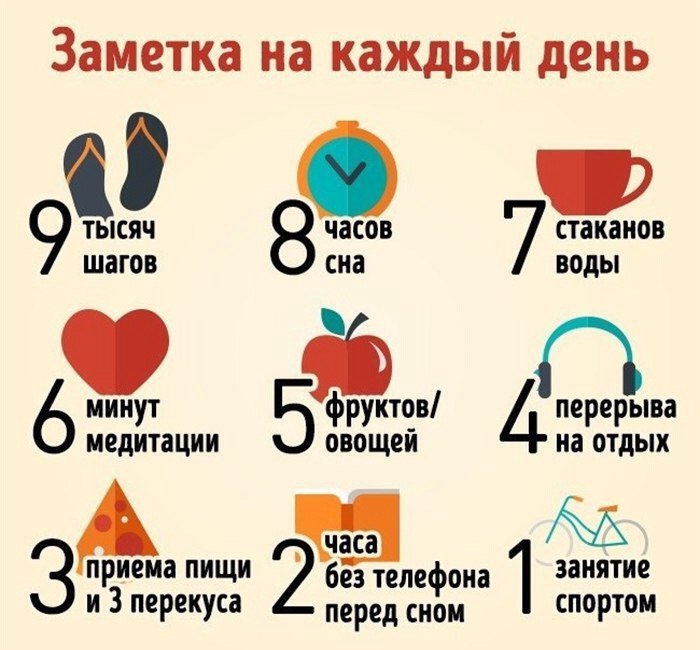 Заметка на каждый день
9 тысяч
шагов
8 часов
сна
7 стаканов
воды
6 минут
медитации
5 фруктов/
овощей
4 перерыва
на отдых
3 приема пищи
и 3 перекуса
2 часа
без телефона
перед сном
1 занятие
спортом